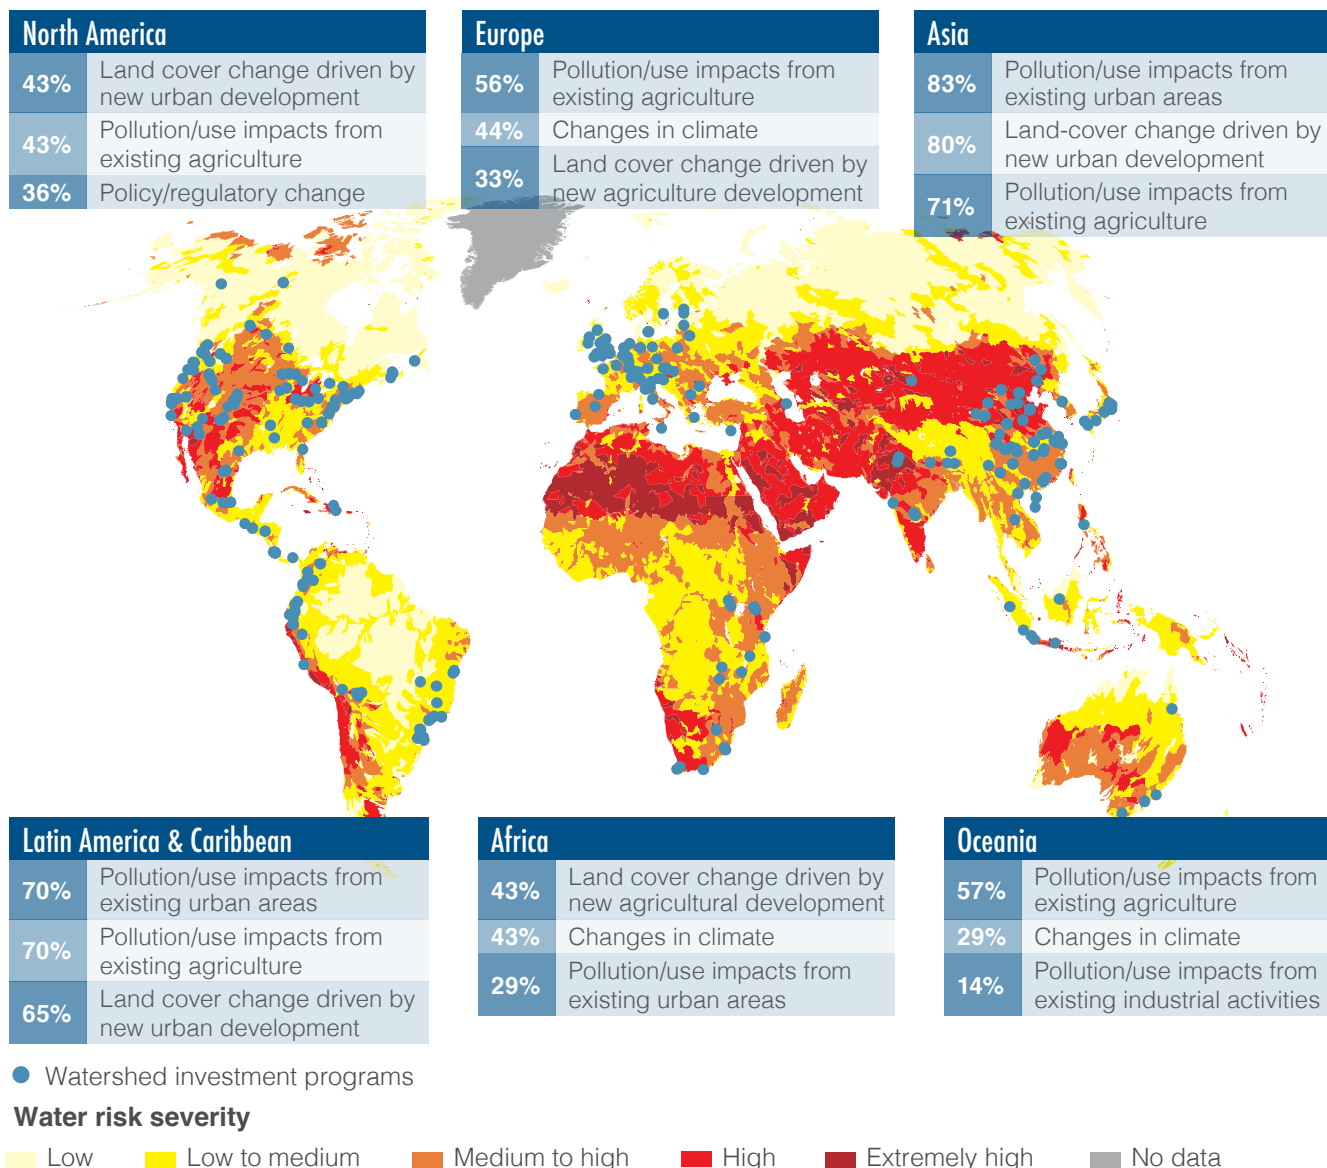 North America
43%
Land cover change driven by
new urban development
43%
Pollution/use impacts from
existing agriculture
36%
Policy/regulatory change
Europe
56%
Pollution/use impacts from
existing agriculture
44%
Changes in climate
33%
Land cover change driven by
new agriculture development
Asia
83%
Pollution/use impacts from
existing urban areas
80%
Land-cover change driven by
new urban development
71%
Pollution/use impacts from
existing agriculture
Latin America & Caribbean
70%
Pollution/use impacts from
existing urban areas
70%
Pollution/use impacts from
existing agriculture
65%
Land cover change driven by
new urban development
Africa
43%
Land cover change driven by
new agricultural development
43%
Changes in climate
29%
Pollution/use impacts from
existing urban areas
Oceania
57%
Pollution/use impacts from
existing agriculture
29%
Changes in climate
14%
Pollution/use impacts from
existing industrial activities
Watershed investment programs
Water risk severity
Low
Low to medium
Medium to high
High
Extremely high
No data